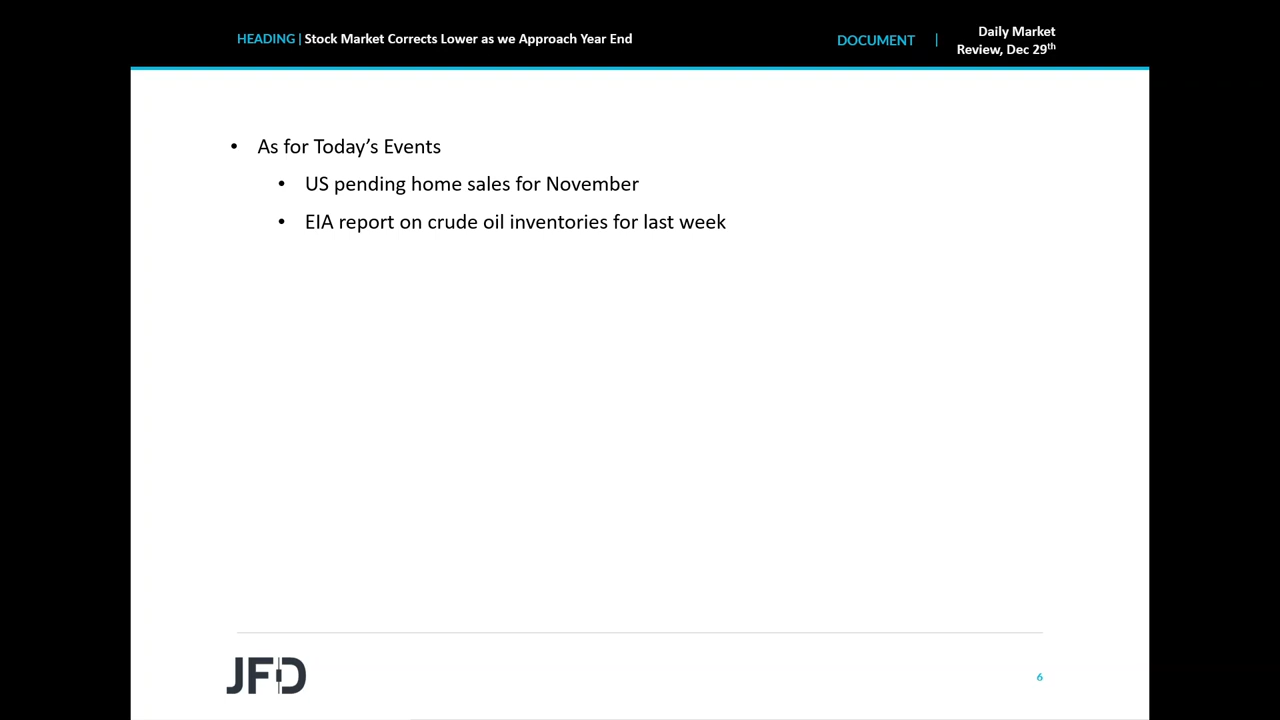 HEADING | Stock Market Corrects Lower as we Approach Year End
DOCUMENT | Daily Market
Review, Dec 29th
• As for Today’s Events
• US pending home sales for November
• EIA report on crude oil inventories for last week
JFD
6